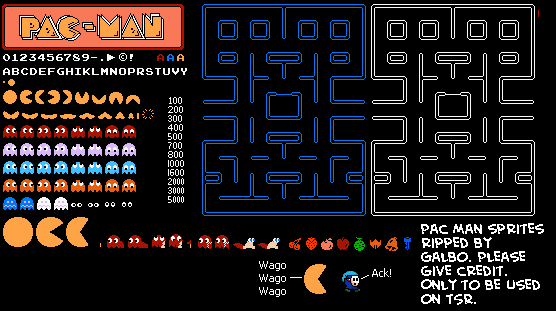 PAC-MAN
0123456789-.▶©!
AAA
ABCDEFGHIKLMNOPRSTUVY
100
200
300
400
500
700
800
1000
1600
2000
3000
5000
Wago
Wago
Wago
Ack!
PAC MAN SPRITES
RIPPED BY
GALBO. PLEASE
GIVE CREDIT.
ONLY TO BE USED
ON TSR.